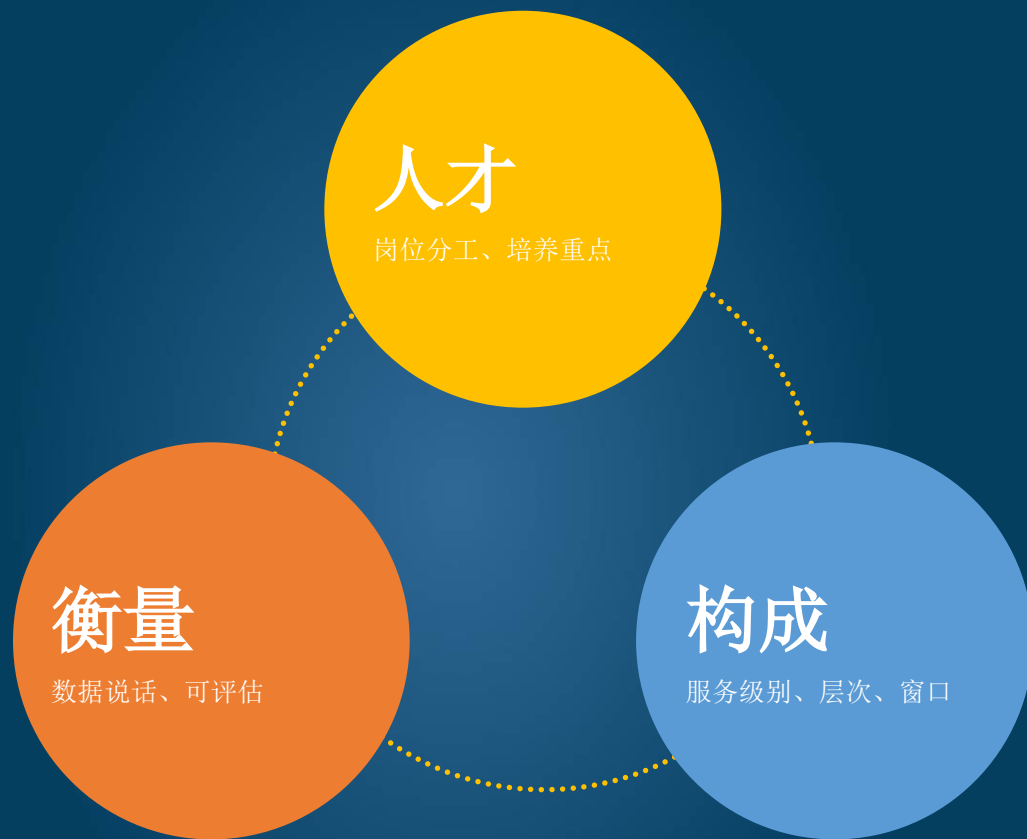 人才
岗位分工、培养重点
衡量
数据说话、可评估
构成
服务级别、层次、窗口